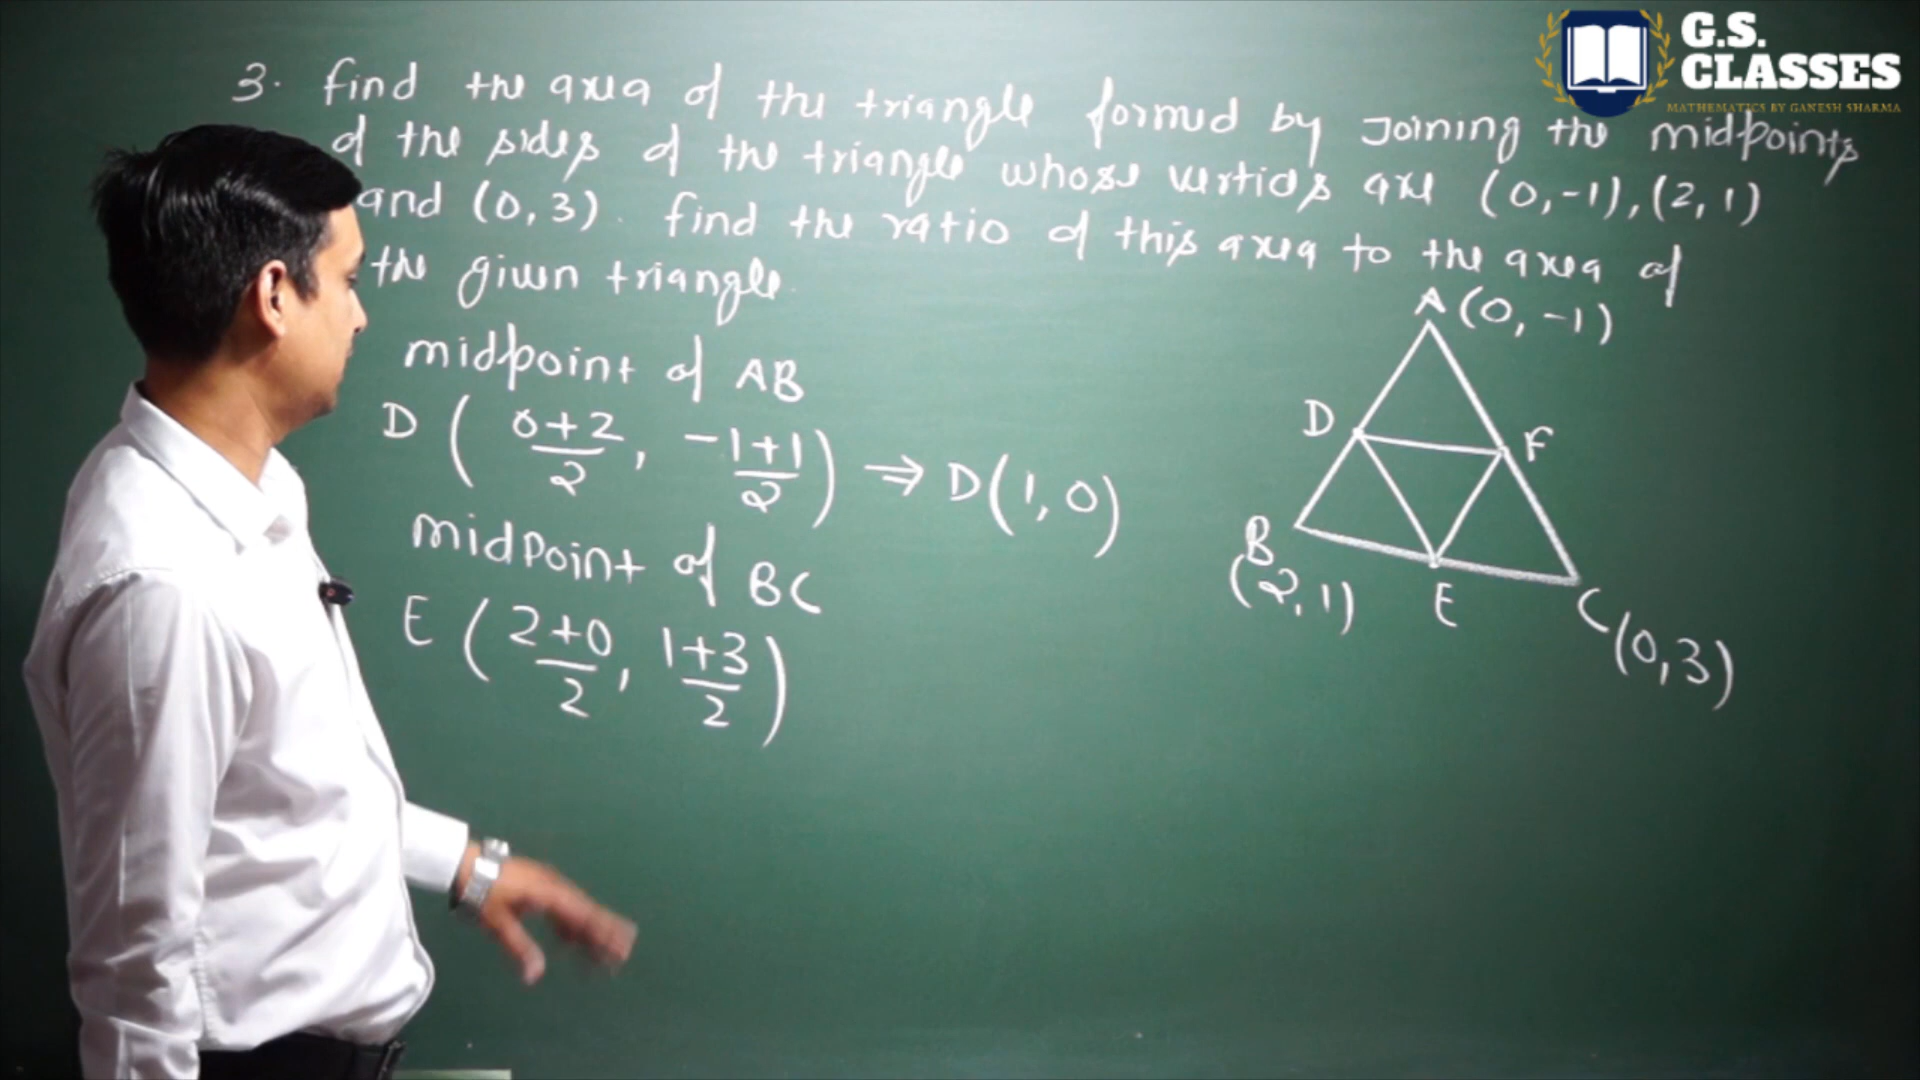 G.S.
CLASSES
MATHEMATICS BY GANESH SHARMA
3. find the area of the triangle formed by Joining the midpoints
of the sides of the triangle whose vertices are (0,-1),(2,1)
and (0,3). find the ratio of this area to the area of
the given triangle.
midpoint of AB
D ( 0+2/2 , -1+1/2 ) ⇒ D(1,0)
midpoint of BC
E ( 2+0/2 , 1+3/2 )
A (0,-1)
D
F
B
(2,1)
E
C (0,3)